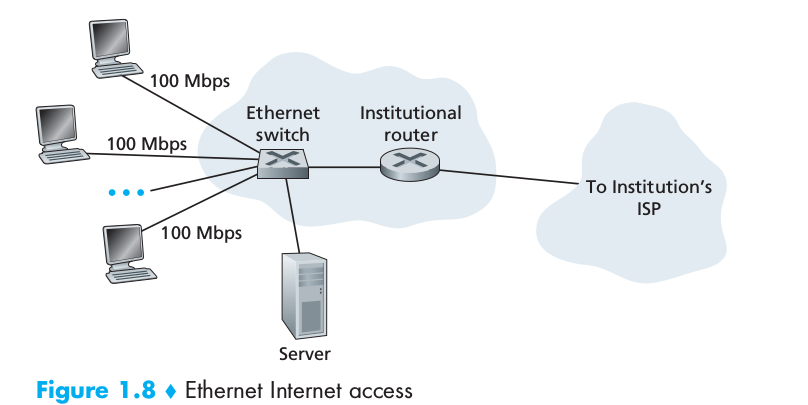 100 Mbps
Ethernet
switch
Institutional
router
100 Mbps
To Institution's
ISP
100 Mbps
Server
Figure 1.8 ♦ Ethernet Internet access